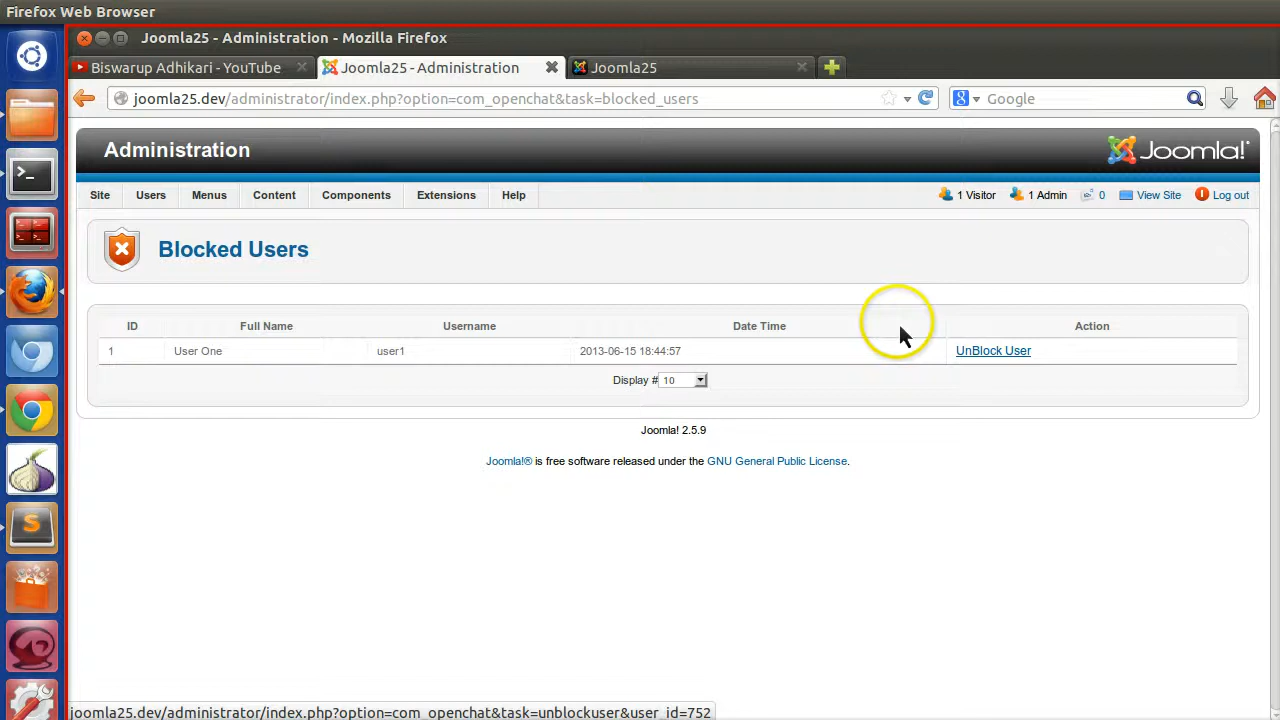 Firefox Web Browser
Joomla25 - Administration - Mozilla Firefox
Biswarup Adhikari - YouTube
Joomla25 - Administration
Joomla25
joomla25.dev/administrator/index.php?option=com_openchat&task=blocked_users
Google
Administration
Joomla!
Site Users Menus Content Components Extensions Help
1 Visitor 1 Admin 0 View Site Log out
Blocked Users
ID Full Name Username Date Time Action
1 User One user1 2013-06-15 18:44:57 UnBlock User
Display # 10
Joomla! 2.5.9
Joomla!® is free software released under the GNU General Public License.
joomla25.dev/administrator/index.php?option=com_openchat&task=unblockuser&user_id=752